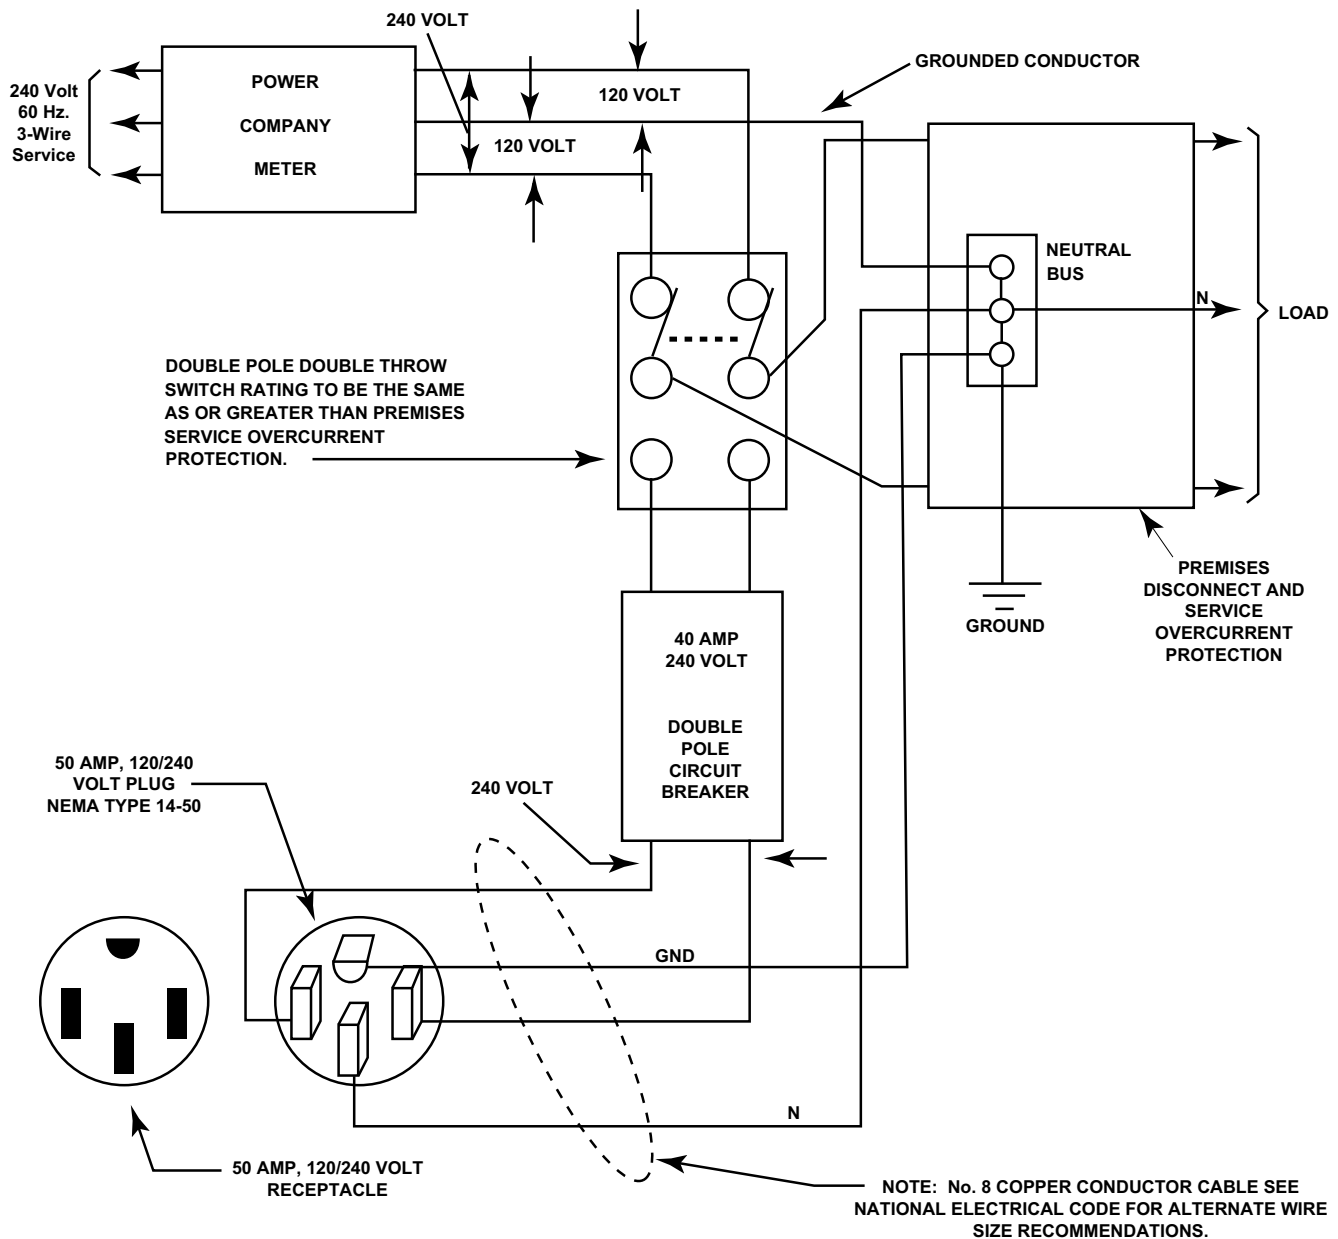 240 VOLT
GROUNDED CONDUCTOR
240 Volt
60 Hz.
3-Wire
Service
POWER
COMPANY
METER
120 VOLT
120 VOLT
NEUTRAL
BUS
N
LOAD
DOUBLE POLE DOUBLE THROW
SWITCH RATING TO BE THE SAME
AS OR GREATER THAN PREMISES
SERVICE OVERCURRENT
PROTECTION.
GROUND
PREMISES
DISCONNECT AND
SERVICE
OVERCURRENT
PROTECTION
40 AMP
240 VOLT
DOUBLE
POLE
CIRCUIT
BREAKER
50 AMP, 120/240
VOLT PLUG
NEMA TYPE 14-50
240 VOLT
GND
N
50 AMP, 120/240 VOLT
RECEPTACLE
NOTE: No. 8 COPPER CONDUCTOR CABLE SEE
NATIONAL ELECTRICAL CODE FOR ALTERNATE WIRE
SIZE RECOMMENDATIONS.